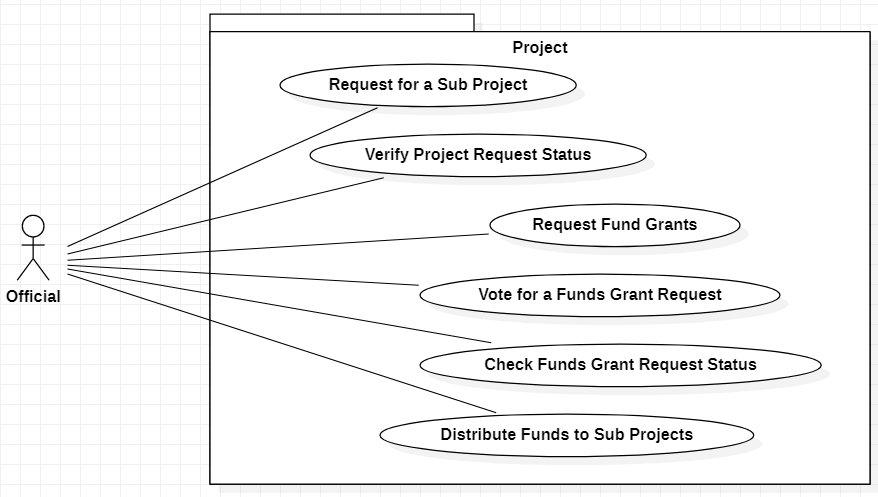 Project
Request for a Sub Project
Verify Project Request Status
Request Fund Grants
Vote for a Funds Grant Request
Official
Check Funds Grant Request Status
Distribute Funds to Sub Projects